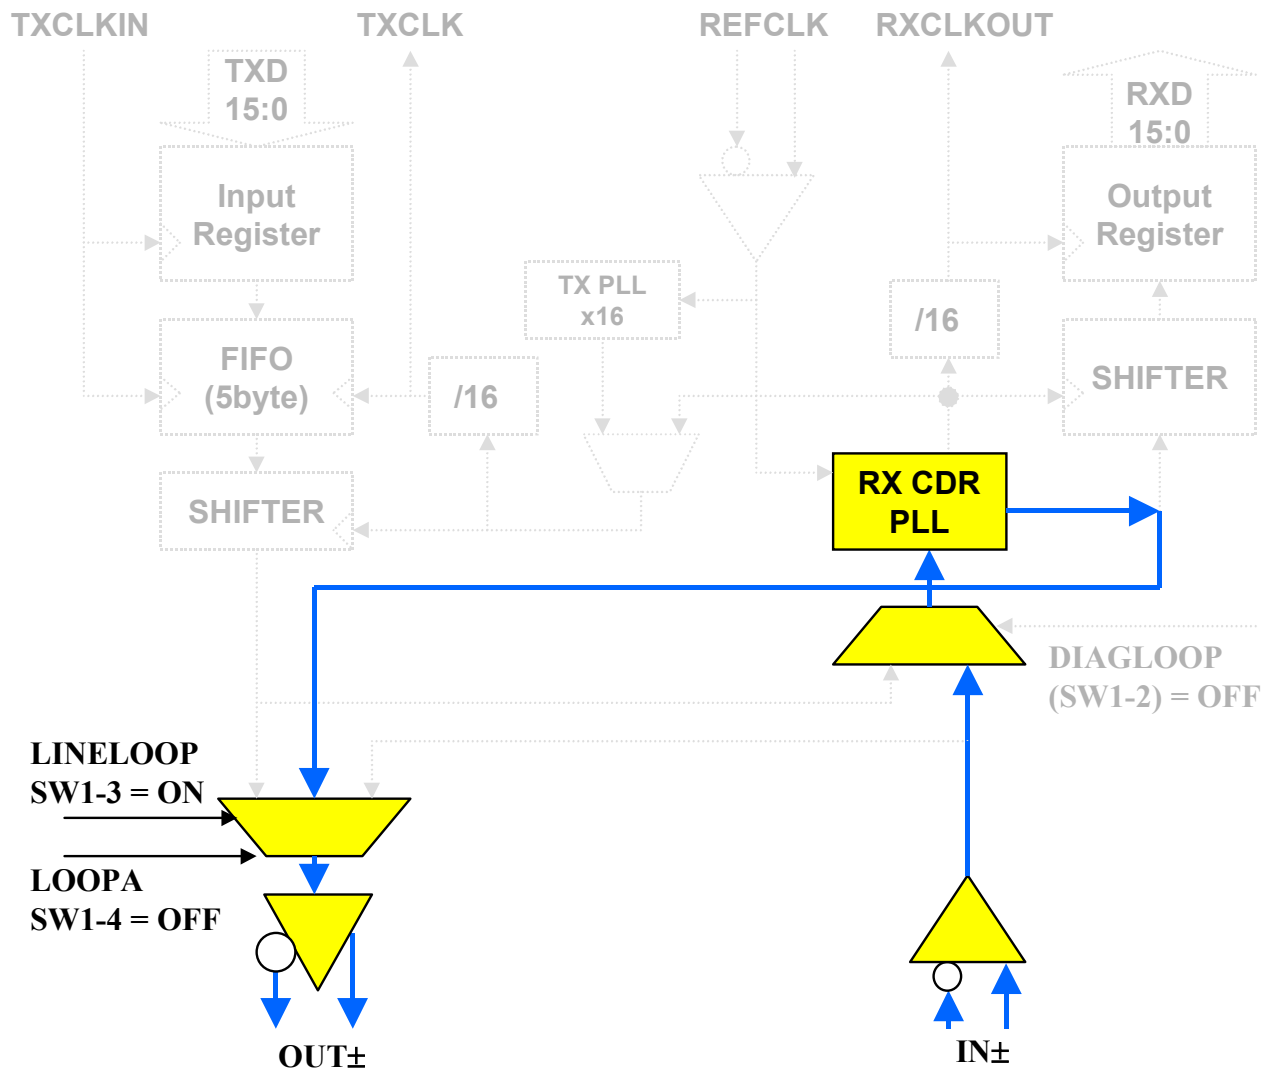 TXCLKIN
TXCLK
REFCLK
RXCLKOUT
TXD
15:0
RXD
15:0
Input
Register
Output
Register
TX PLL
x16
/16
FIFO
(5byte)
/16
SHIFTER
SHIFTER
RX CDR
PLL
DIAGLOOP
(SW1-2) = OFF
LINELOOP
SW1-3 = ON
LOOPA
SW1-4 = OFF
OUT±
IN±